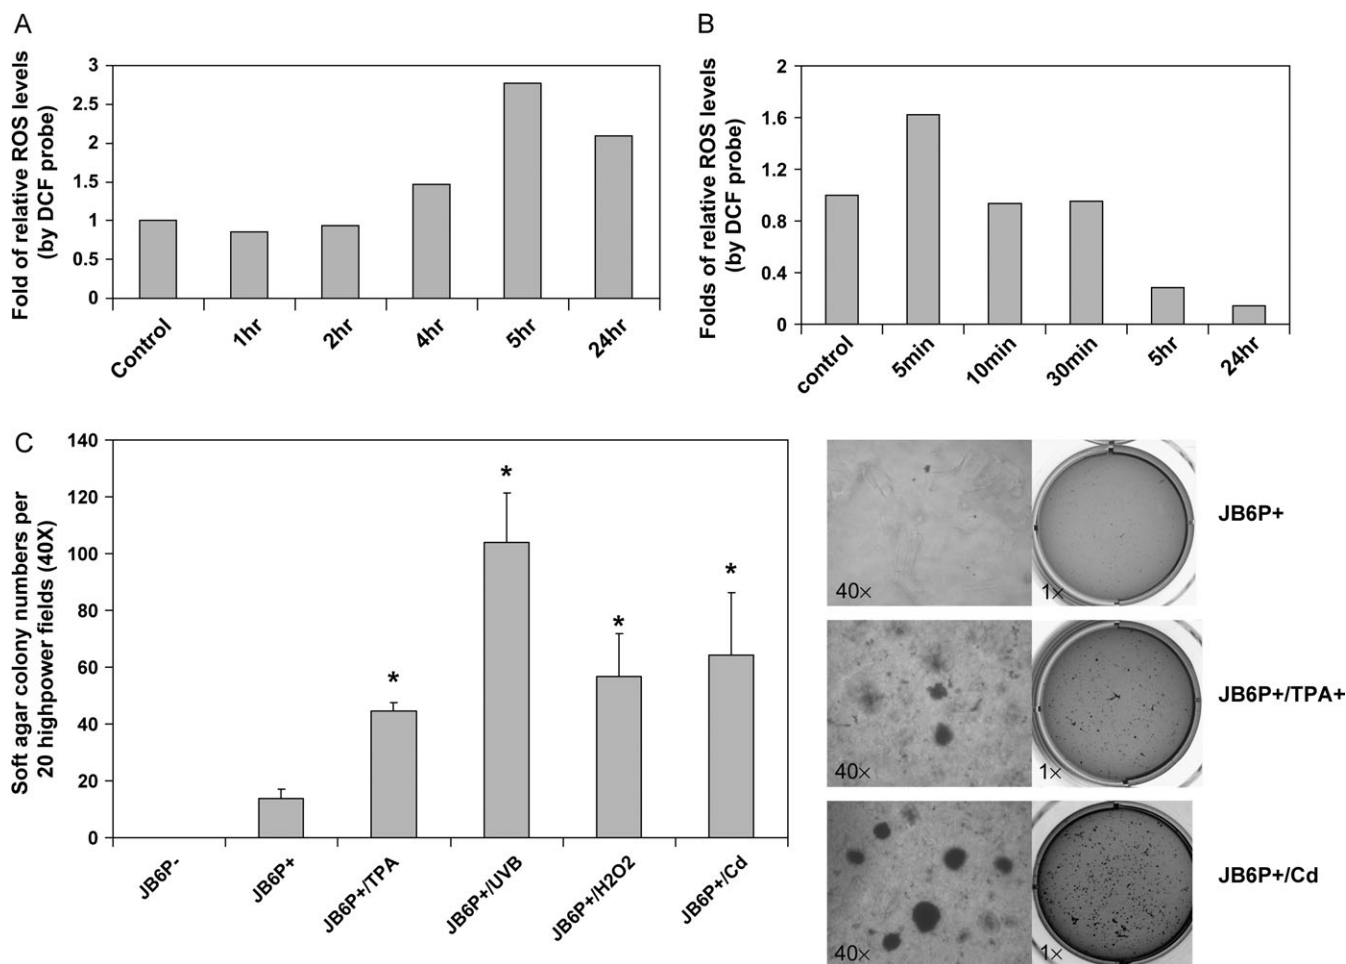 A
Fold of relative ROS levels
(by DCF probe)
3
2.5
2
1.5
1
0.5
0
Control
1hr
2hr
4hr
5hr
24hr
B
Folds of relative ROS levels
(by DCF probe)
2
1.6
1.2
0.8
0.4
0
control
5min
10min
30min
5hr
24hr
C
Soft agar colony numbers per
20 highpower fields (40X)
140
120
100
80
60
40
20
0
*
*
*
*
JB6P-
JB6P+
JB6P+/TPA
JB6P+/UVB
JB6P+/H2O2
JB6P+/Cd
40×
1×
JB6P+
40×
1×
JB6P+/TPA+
40×
1×
JB6P+/Cd